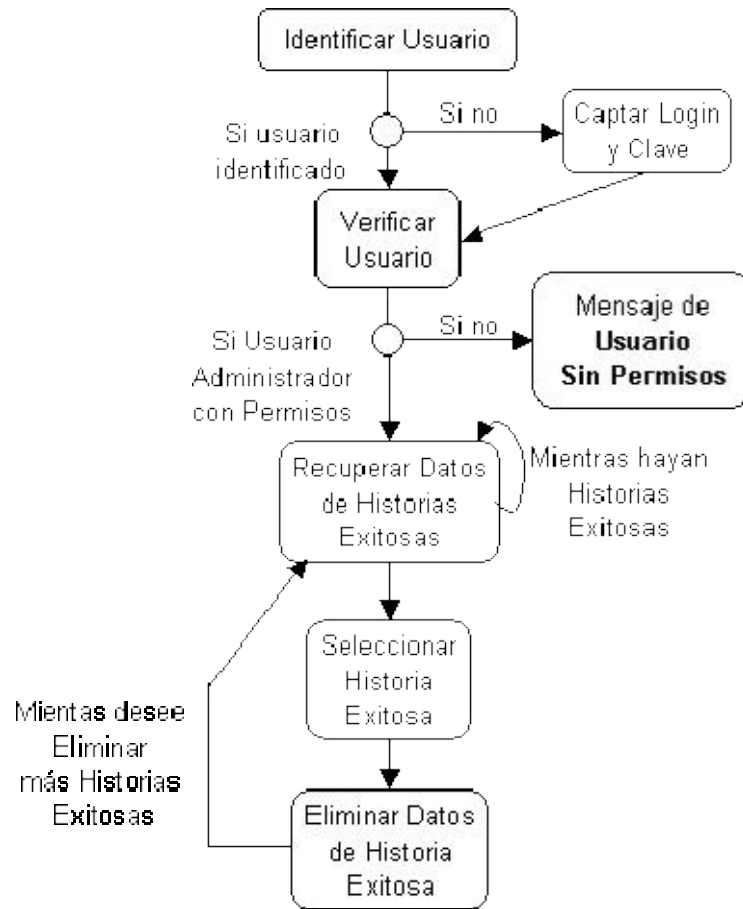 Identificar Usuario
Si no
Captar Login
y Clave
Si usuario
identificado
Verificar
Usuario
Si no
Mensaje de
Usuario
Sin Permisos
Si Usuario
Administrador
con Permisos
Recuperar Datos
de Historias
Exitosas
Mientras hayan
Historias
Exitosas
Seleccionar
Historia
Exitosa
Mientas desee
Eliminar
más Historias
Exitosas
Eliminar Datos
de Historia
Exitosa